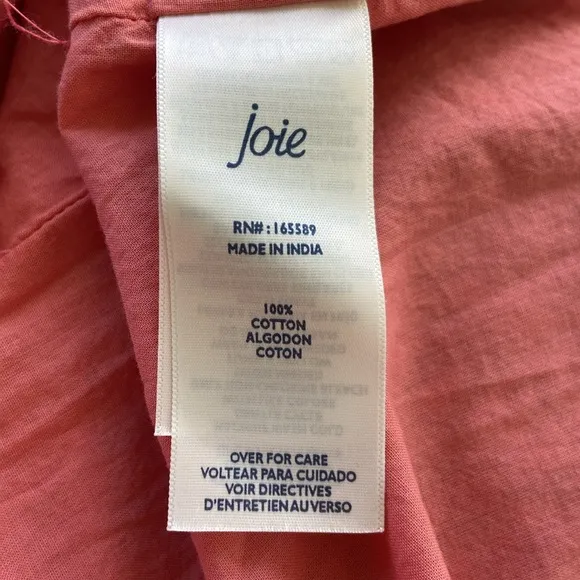 joie
RN#: 165589
MADE IN INDIA
100%
COTTON
ALGODON
COTON
OVER FOR CARE
VOLTEAR PARA CUIDADO
VOIR DIRECTIVES
D'ENTRETIEN AU VERSO